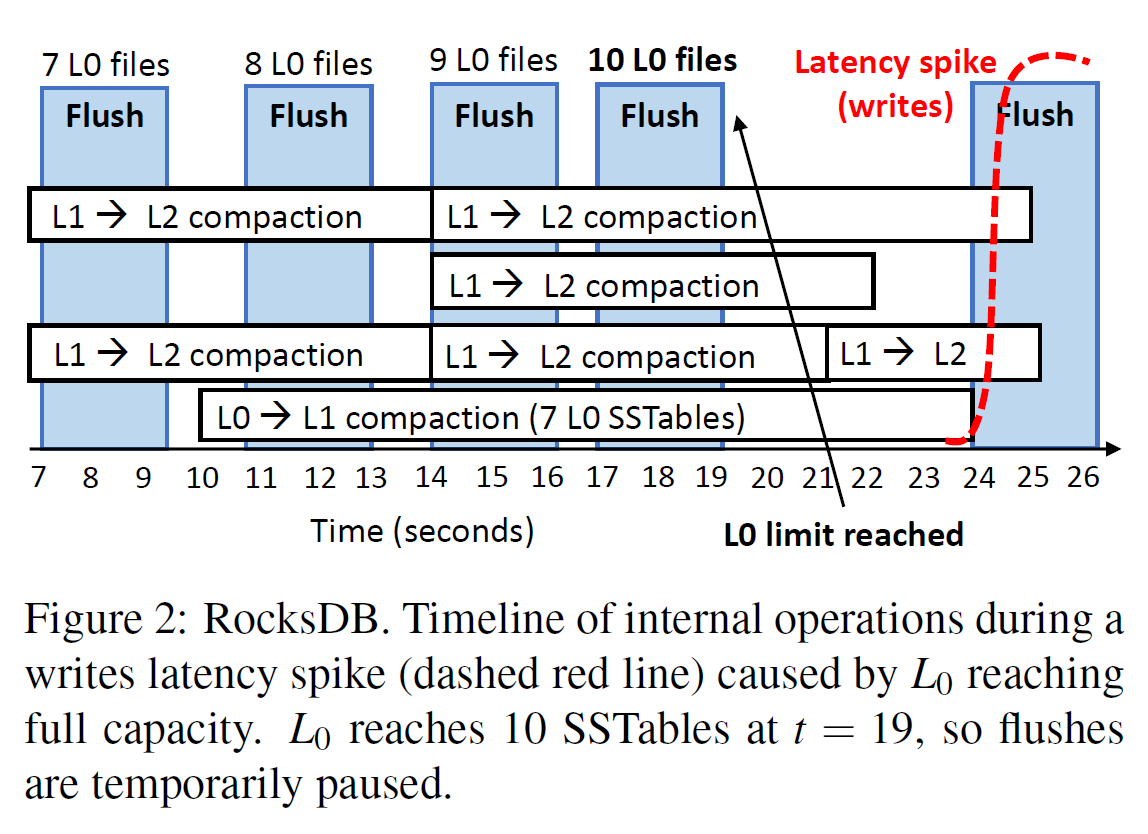 7 L0 files
8 L0 files
9 L0 files
10 L0 files
Latency spike
(writes)
Flush
Flush
Flush
Flush
Flush
L1 → L2 compaction
L1 → L2 compaction
L1 → L2 compaction
L1 → L2 compaction
L1 → L2 compaction
L1 → L2
L0 → L1 compaction (7 L0 SSTables)
7 8 9 10 11 12 13 14 15 16 17 18 19 20 21 22 23 24 25 26
Time (seconds)
L0 limit reached
Figure 2: RocksDB. Timeline of internal operations during a
writes latency spike (dashed red line) caused by L0 reaching
full capacity. L0 reaches 10 SSTables at t = 19, so flushes
are temporarily paused.